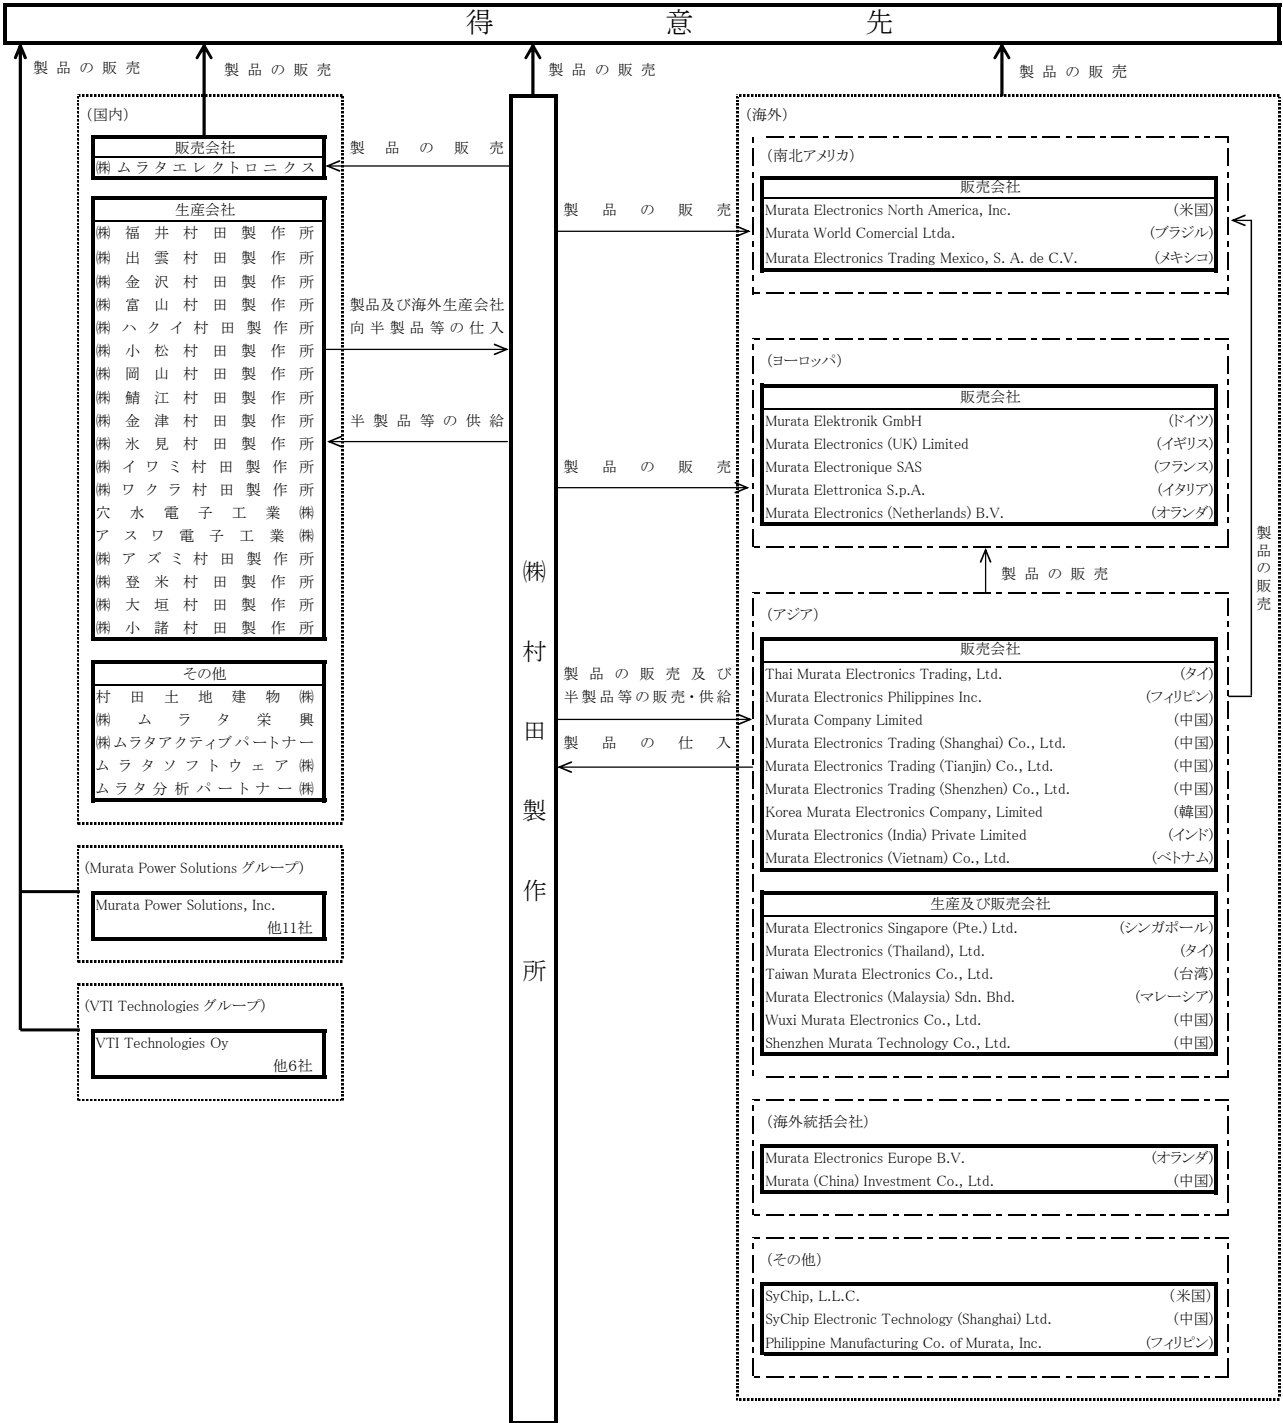 得意先
製品の販売
製品の販売
製品の販売
製品の販売
(国内)
販売会社
㈱ムラタエレクトロニクス
生産会社
㈱福井村田製作所
㈱出雲村田製作所
㈱金沢村田製作所
㈱富山村田製作所
㈱ハクイ村田製作所
㈱小松村田製作所
㈱岡山村田製作所
㈱鯖江村田製作所
㈱金津村田製作所
㈱氷見村田製作所
㈱イワミ村田製作所
㈱ワクラ村田製作所
穴水電子工業㈱
アスワ電子工業㈱
㈱アズミ村田製作所
㈱登米村田製作所
㈱大垣村田製作所
㈱小諸村田製作所
その他
村田土地建物㈱
㈱ムラタ栄興
㈱ムラタアクティブパートナー
ムラタソフトウェア㈱
ムラタ分析パートナー㈱
(Murata Power Solutions グループ)
Murata Power Solutions, Inc.
他11社
(VTI Technologies グループ)
VTI Technologies Oy
他6社
製品の販売
製品及び海外生産会社
向半製品等の仕入
半製品等の供給
㈱村田製作所
製品の販売
製品の販売
製品の販売及び
半製品等の販売・供給
製品の仕入
(海外)
(南北アメリカ)
販売会社
Murata Electronics North America, Inc. (米国)
Murata World Comercial Ltda. (ブラジル)
Murata Electronics Trading Mexico, S. A. de C.V. (メキシコ)
(ヨーロッパ)
販売会社
Murata Elektronik GmbH (ドイツ)
Murata Electronics (UK) Limited (イギリス)
Murata Electronique SAS (フランス)
Murata Elettronica S.p.A. (イタリア)
Murata Electronics (Netherlands) B.V. (オランダ)
製品の販売
製品の販売
(アジア)
販売会社
Thai Murata Electronics Trading, Ltd. (タイ)
Murata Electronics Philippines Inc. (フィリピン)
Murata Company Limited (中国)
Murata Electronics Trading (Shanghai) Co., Ltd. (中国)
Murata Electronics Trading (Tianjin) Co., Ltd. (中国)
Murata Electronics Trading (Shenzhen) Co., Ltd. (中国)
Korea Murata Electronics Company, Limited (韓国)
Murata Electronics (India) Private Limited (インド)
Murata Electronics (Vietnam) Co., Ltd. (ベトナム)
生産及び販売会社
Murata Electronics Singapore (Pte.) Ltd. (シンガポール)
Murata Electronics (Thailand), Ltd. (タイ)
Taiwan Murata Electronics Co., Ltd. (台湾)
Murata Electronics (Malaysia) Sdn. Bhd. (マレーシア)
Wuxi Murata Electronics Co., Ltd. (中国)
Shenzhen Murata Technology Co., Ltd. (中国)
(海外統括会社)
Murata Electronics Europe B.V. (オランダ)
Murata (China) Investment Co., Ltd. (中国)
(その他)
SyChip, L.L.C. (米国)
SyChip Electronic Technology (Shanghai) Ltd. (中国)
Philippine Manufacturing Co. of Murata, Inc. (フィリピン)